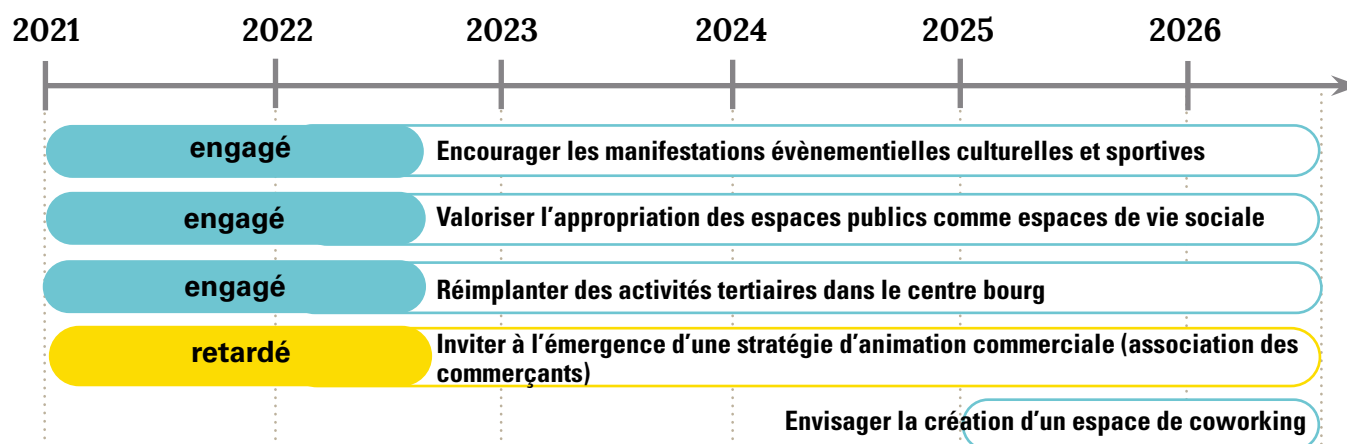 2021 2022 2023 2024 2025 2026
engagé Encourager les manifestations évènementielles culturelles et sportives
engagé Valoriser l'appropriation des espaces publics comme espaces de vie sociale
engagé Réimplanter des activités tertiaires dans le centre bourg
retardé Inviter à l'émergence d'une stratégie d'animation commerciale (association des
commerçants)
Envisager la création d'un espace de coworking